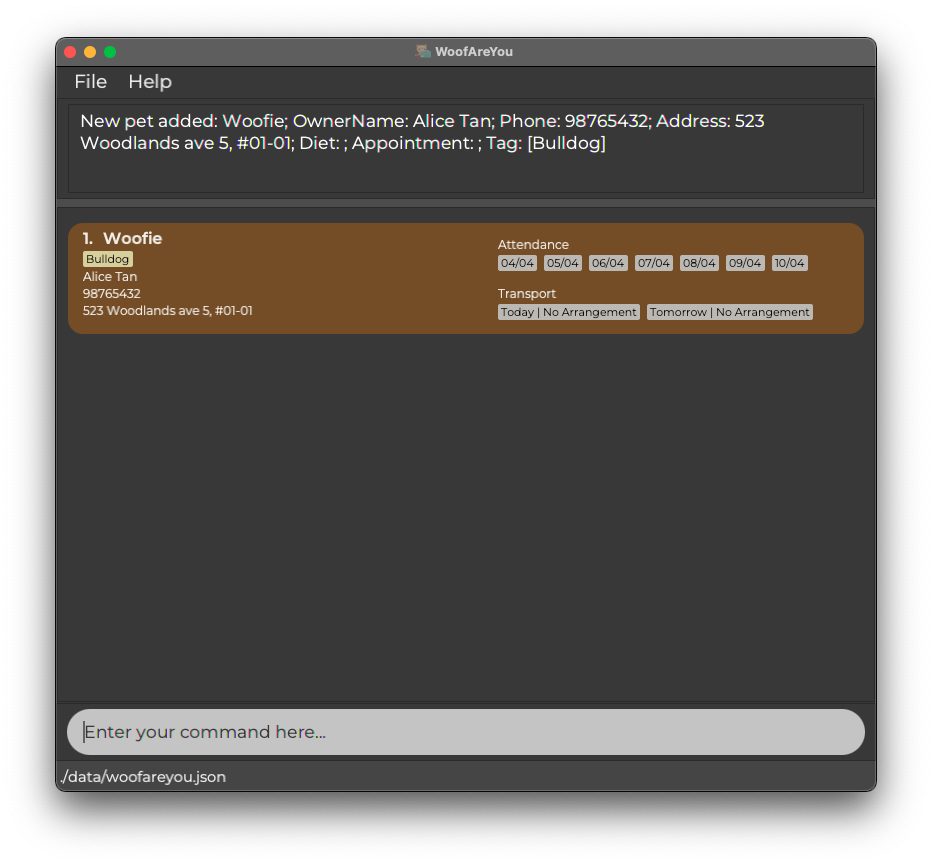 WoofAreYou
File Help
New pet added: Woofie; OwnerName: Alice Tan; Phone: 98765432; Address: 523
Woodlands ave 5, #01-01; Diet: ; Appointment: ; Tag: [Bulldog]
1. Woofie
Bulldog
Alice Tan
98765432
523 Woodlands ave 5, #01-01
Attendance
04/04 05/04 06/04 07/04 08/04 09/04 10/04
Transport
Today | No Arrangement Tomorrow | No Arrangement
Enter your command here...
./data/woofareyou.json